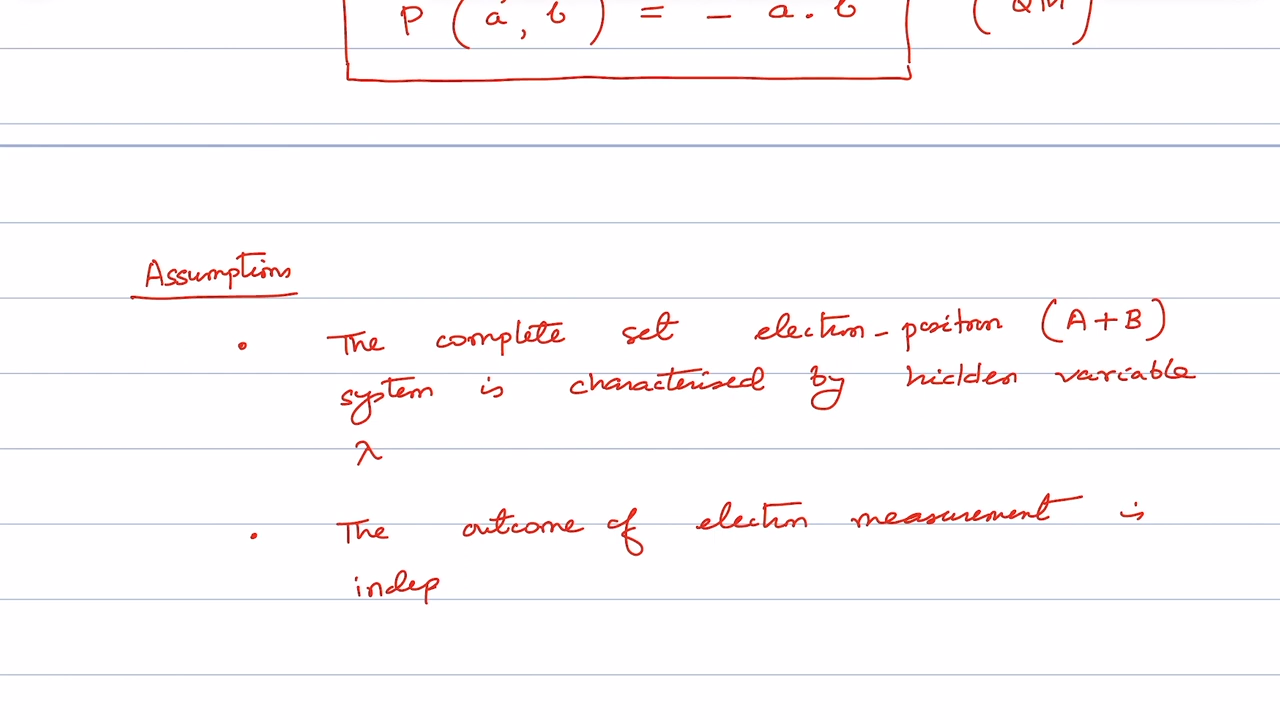 P ( a, b ) = - a . b ( QM )
Assumptions
• The complete set electron - positron (A+B)
system is characterised by hidden variable
λ
• The outcome of electron measurement is
indep